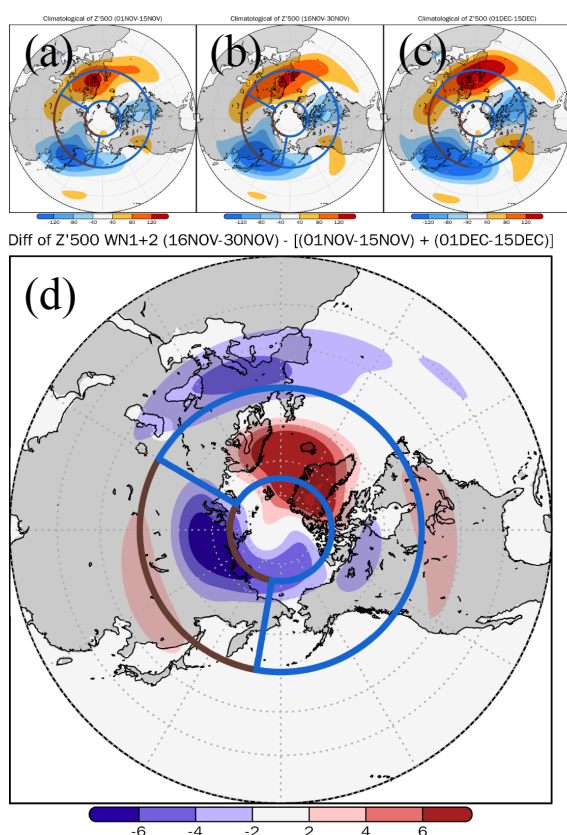 Climatological of Z'500 (01NOV-15NOV)
Climatological of Z'500 (16NOV-30NOV)
Climatological of Z'500 (01DEC-15DEC)
(a) (b) (c)
-120 -80 -40 40 80 120
-120 -80 -40 40 80 120
-120 -80 -40 40 80 120
Diff of Z'500 WN1+2 (16NOV-30NOV) - [(01NOV-15NOV) + (01DEC-15DEC)]
(d)
-6 -4 -2 2 4 6